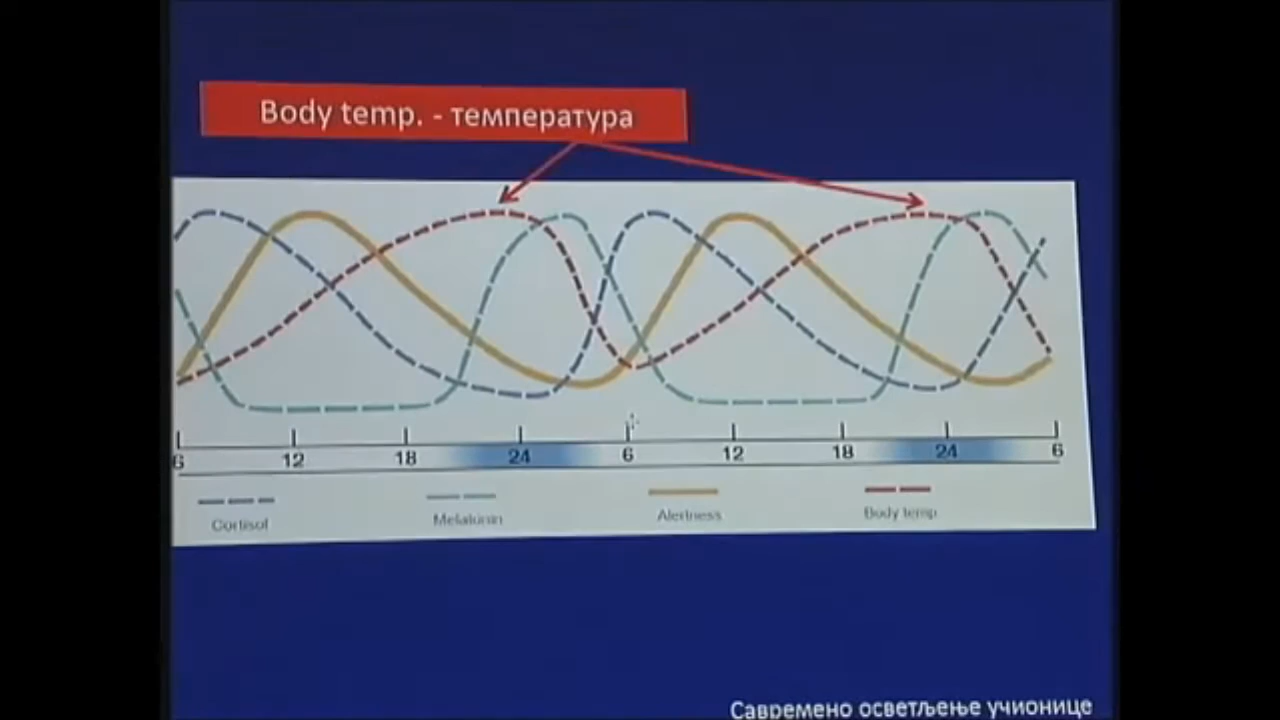 Body temp. - температура
6 12 18 24 6 12 18 24 6
Cortisol Melatonin Alertness Body temp
Савремено осветљење учионице